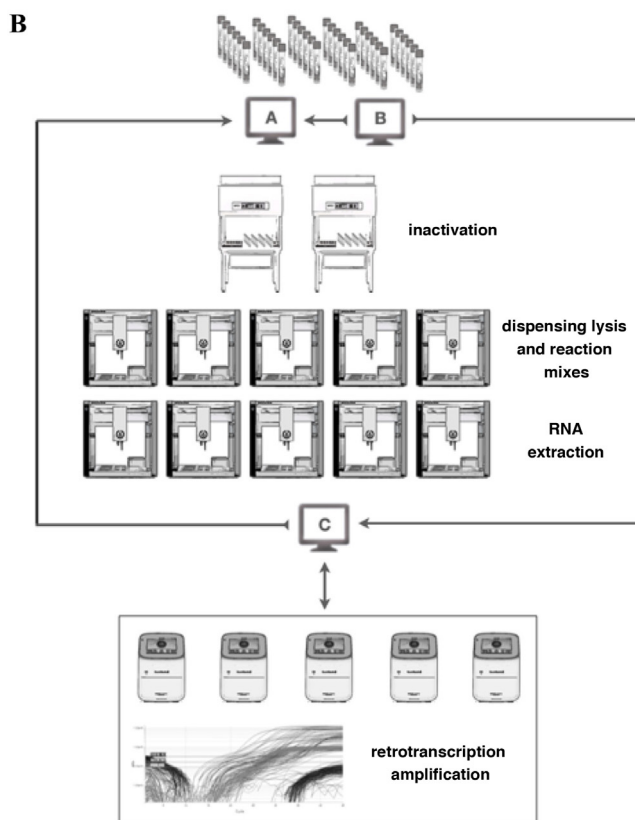 B
A
B
inactivation
dispensing lysis
and reaction
mixes
RNA
extraction
C
retrotranscription
amplification